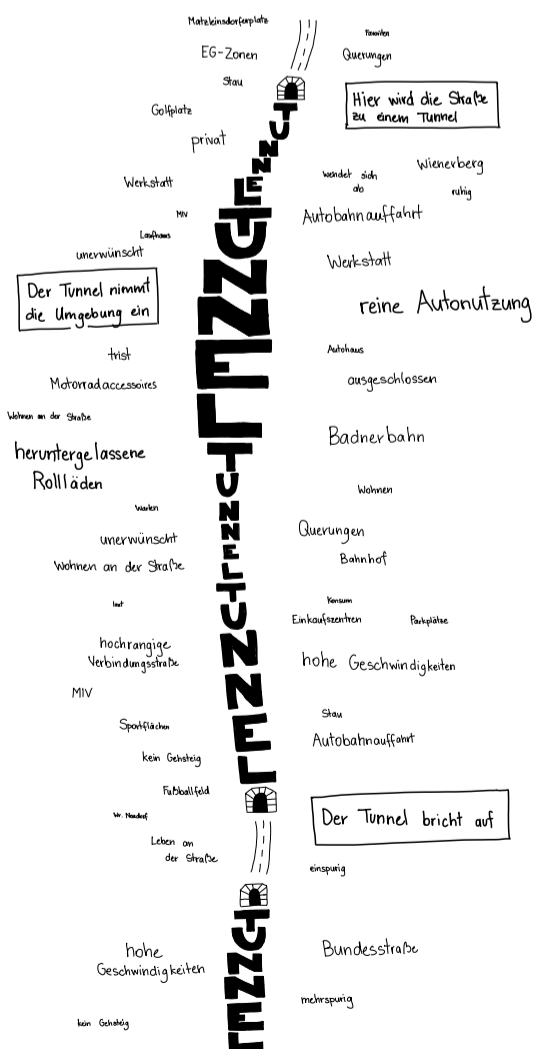 Matzleinsdorferplatz
Favoriten
EG-Zonen
Querungen
Stau
Hier wird die Straße
zu einem Tunnel
Golfplatz
TUNNEL
privat
Wienerberg
wendet sich
ab
Werkstatt
ruhig
MIV
Autobahnauffahrt
TUNNEL
Laufhaus
unerwünscht
Werkstatt
Der Tunnel nimmt
die Umgebung ein
reine Autonutzung
Autohaus
trist
ausgeschlossen
Motorradaccessoires
Wohnen an der Straße
Badnerbahn
heruntergelassene
Rollläden
TUNNEL
Wohnen
Warten
Querungen
unerwünscht
Bahnhof
Wohnen an der Straße
TUNNEL
laut
Konsum
Einkaufszentren
Parkplätze
hochrangige
Verbindungsstraße
hohe Geschwindigkeiten
MIV
Stau
Sportflächen
Autobahnauffahrt
kein Gehsteig
Fußballfeld
Der Tunnel bricht auf
Wr. Neudorf
Leben an
der Straße
einspurig
TUNNEL
hohe
Geschwindigkeiten
Bundesstraße
mehrspurig
kein Gehsteig